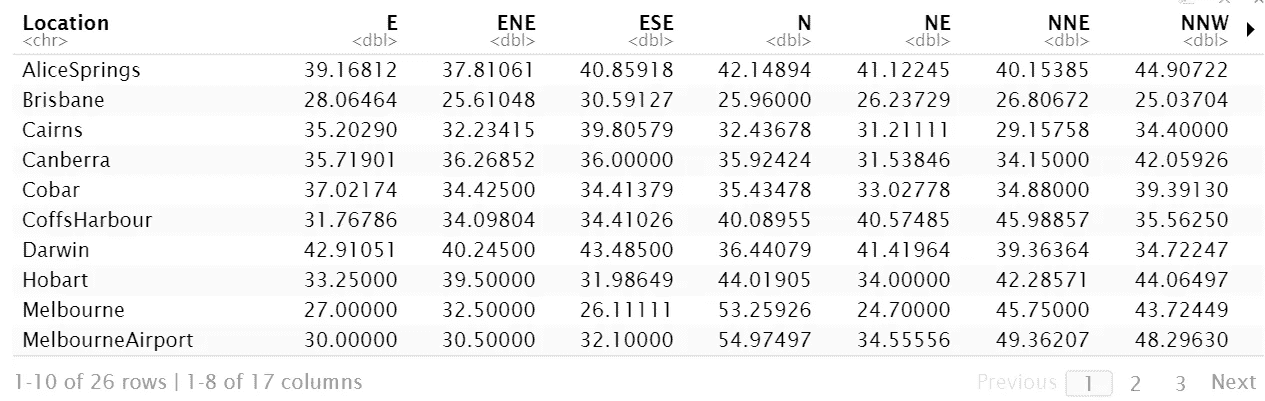 Location E ENE ESE N NE NNE NNW
<chr> <dbl> <dbl> <dbl> <dbl> <dbl> <dbl> <dbl>
AliceSprings 39.16812 37.81061 40.85918 42.14894 41.12245 40.15385 44.90722
Brisbane 28.06464 25.61048 30.59127 25.96000 26.23729 26.80672 25.03704
Cairns 35.20290 32.23415 39.80579 32.43678 31.21111 29.15758 34.40000
Canberra 35.71901 36.26852 36.00000 35.92424 31.53846 34.15000 42.05926
Cobar 37.02174 34.42500 34.41379 35.43478 33.02778 34.88000 39.39130
CoffsHarbour 31.76786 34.09804 34.41026 40.08955 40.57485 45.98857 35.56250
Darwin 42.91051 40.24500 43.48500 36.44079 41.41964 39.36364 34.72247
Hobart 33.25000 39.50000 31.98649 44.01905 34.00000 42.28571 44.06497
Melbourne 27.00000 32.50000 26.11111 53.25926 24.70000 45.75000 43.72449
MelbourneAirport 30.00000 30.50000 32.10000 54.97497 34.55556 49.36207 48.29630
1-10 of 26 rows | 1-8 of 17 columns Previous 1 2 3 Next